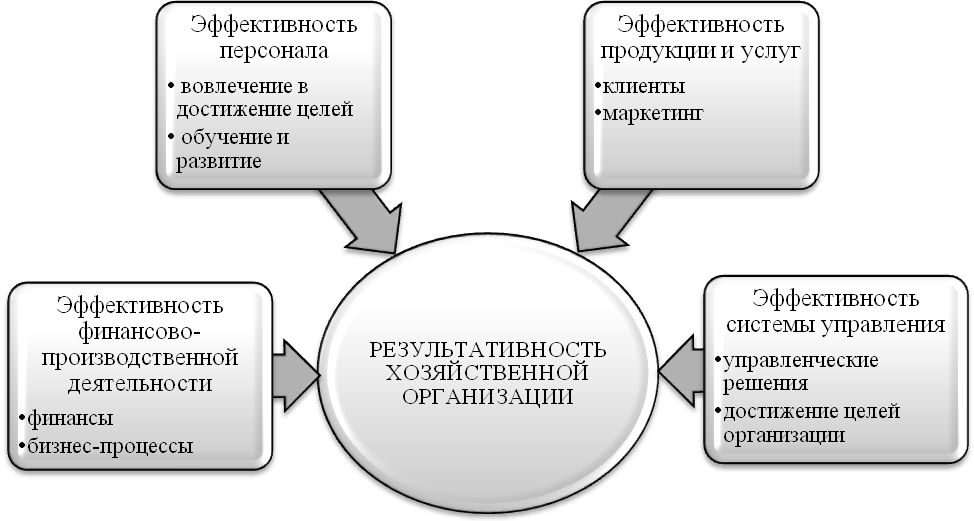 Эффективность
персонала
• вовлечение в
достижение целей
• обучение и
развитие
Эффективность
продукции и услуг
•клиенты
•маркетинг
Эффективность
финансово-
производственной
деятельности
•финансы
•бизнес-процессы
РЕЗУЛЬТАТИВНОСТЬ
ХОЗЯЙСТВЕННОЙ
ОРГАНИЗАЦИИ
Эффективность
системы управления
•управленческие
решения
•достижение целей
организации